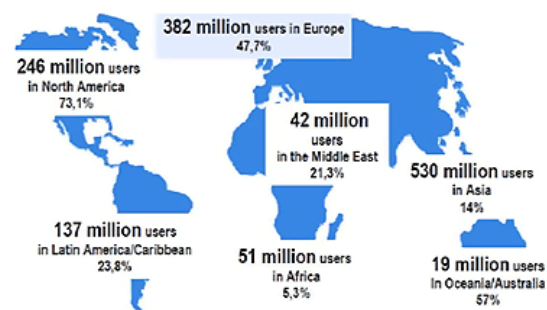 382 million users in Europe
47,7%
246 million users
in North America
73,1%
42 million
users
in the Middle East
21,3%
530 million users
in Asia
14%
137 million users
in Latin America/Caribbean
23,8%
51 million users
in Africa
5,3%
19 million users
In Oceania/Australia
57%